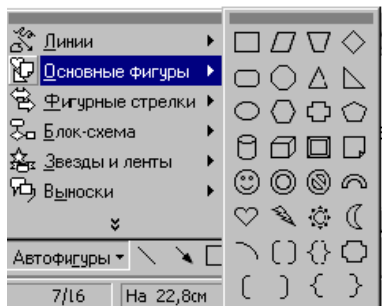 Линии
Основные фигуры
Фигурные стрелки
Блок-схема
Звезды и ленты
Выноски
Автофигуры
7/16
На 22,8см